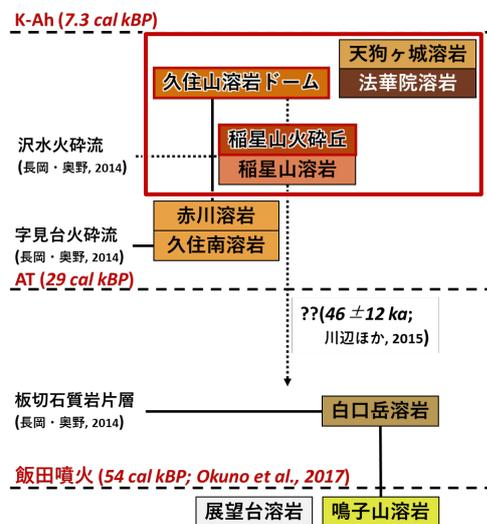 K-Ah (7.3 cal kBP)
天狗ヶ城溶岩
久住山溶岩ドーム
法華院溶岩
沢水火砕流
(長岡・奥野, 2014)
稲星山火砕丘
稲星山溶岩
赤川溶岩
字見台火砕流
(長岡・奥野, 2014)
久住南溶岩
AT (29 cal kBP)
??(46 ±12 ka;
川辺ほか, 2015)
板切石質岩片層
(長岡・奥野, 2014)
白口岳溶岩
飯田噴火 (54 cal kBP; Okuno et al., 2017)
展望台溶岩
鳴子山溶岩